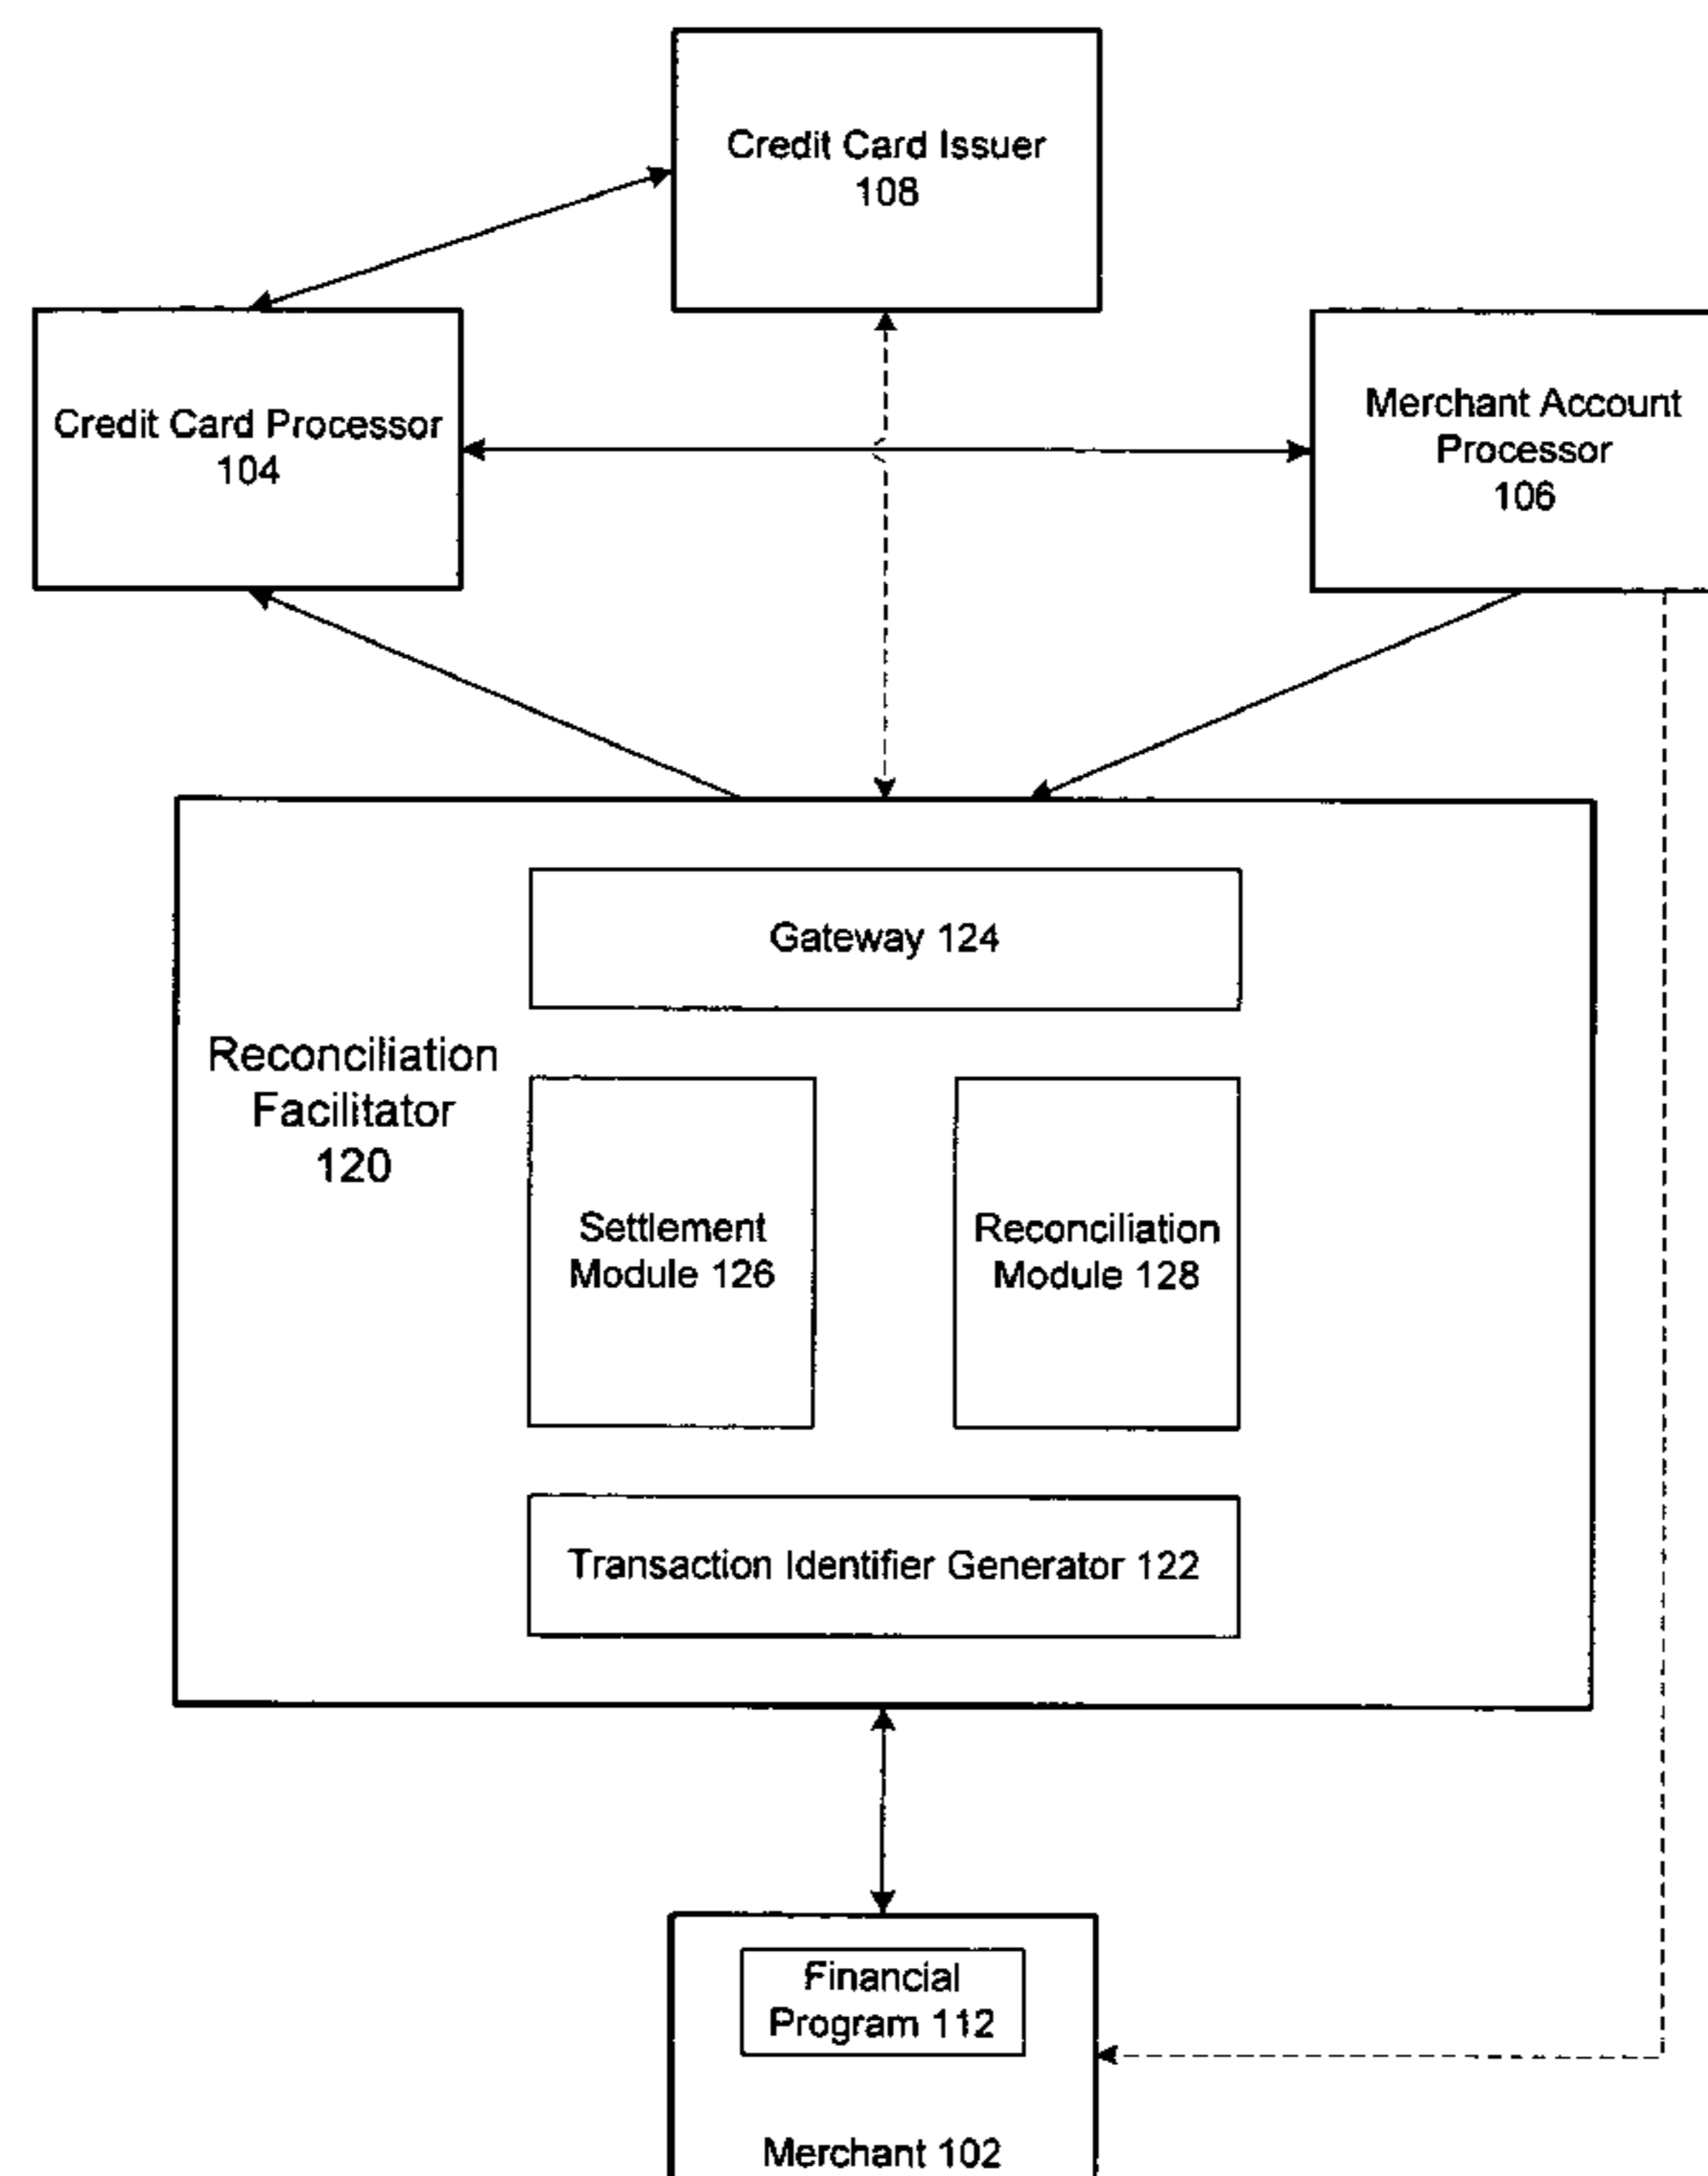 Credit Card Issuer
108
Credit Card Processor
104
Merchant Account
Processor
106
Gateway 124
Reconciliation
Facilitator
120
Settlement
Module 126
Reconciliation
Module 128
Transaction Identifier Generator 122
Financial
Program 112
Merchant 102